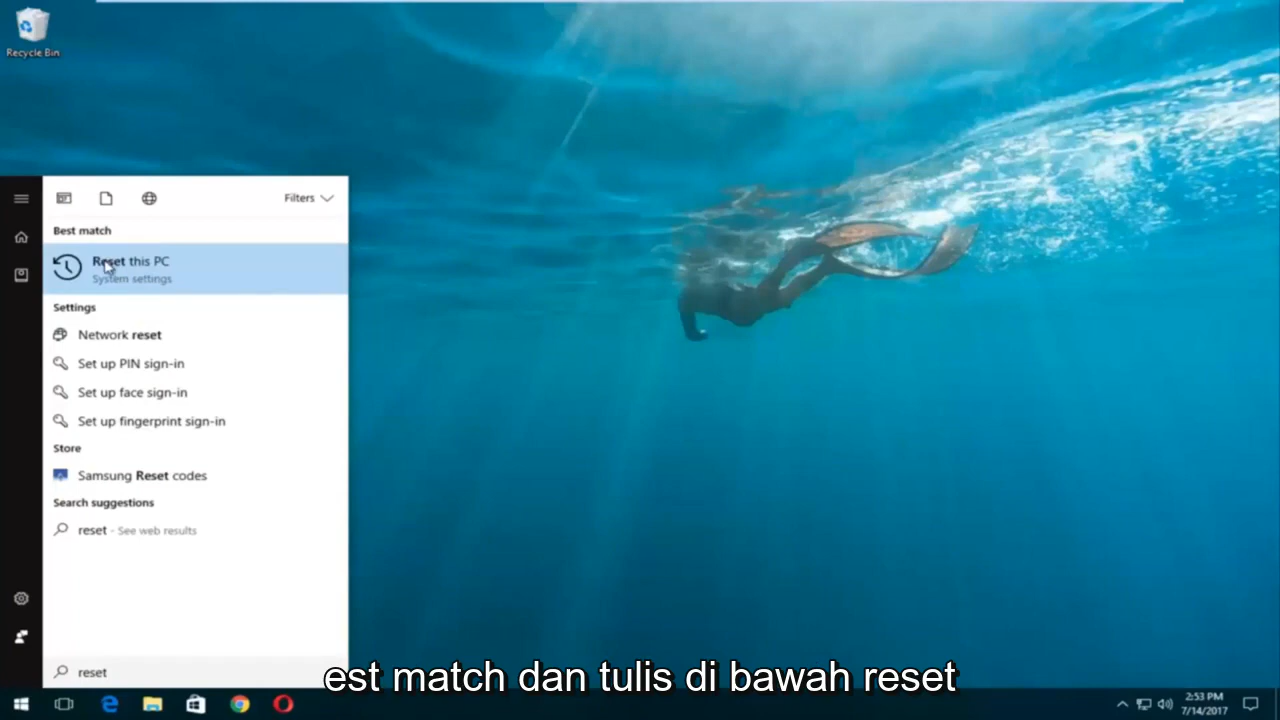 Recycle Bin
Filters
Best match
Reset this PC
System settings
Settings
Network reset
Set up PIN sign-in
Set up face sign-in
Set up fingerprint sign-in
Store
Samsung Reset codes
Search suggestions
reset - See web results
reset
est match dan tulis di bawah reset
2:53 PM
7/14/2017